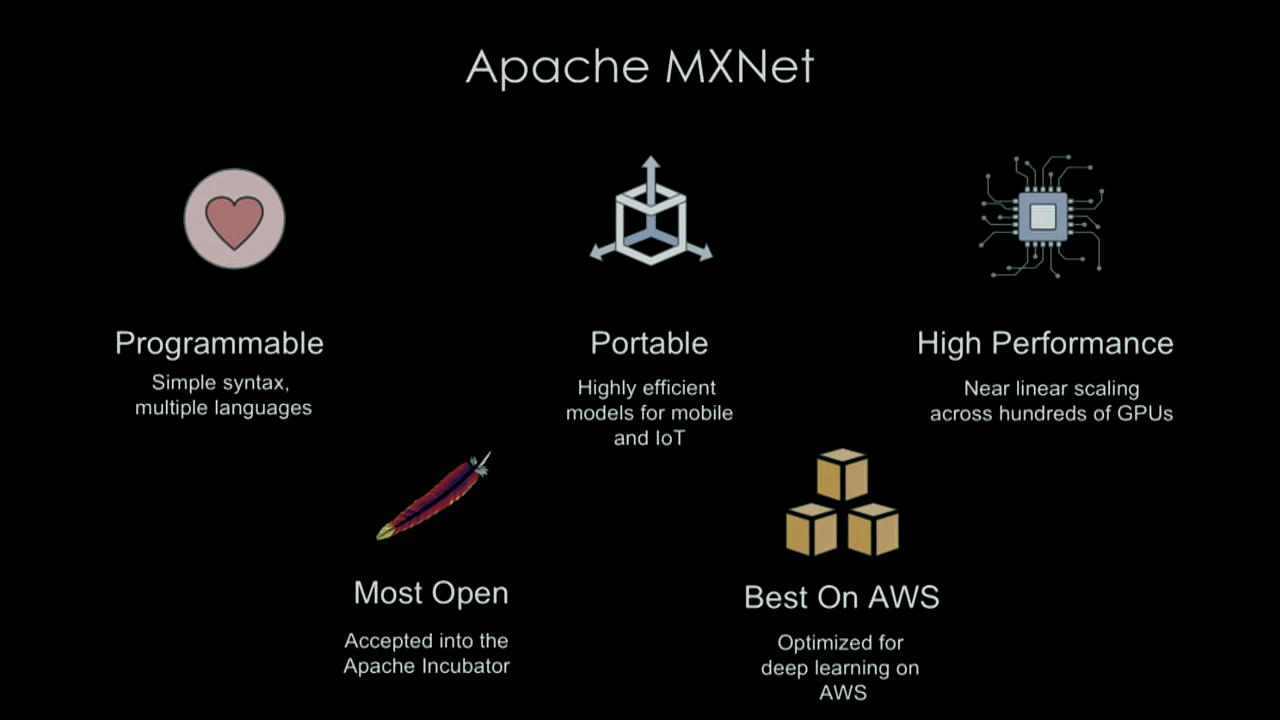 Apache MXNet
Programmable
Simple syntax,
multiple languages
Portable
Highly efficient
models for mobile
and IoT
High Performance
Near linear scaling
across hundreds of GPUs
Most Open
Accepted into the
Apache Incubator
Best On AWS
Optimized for
deep learning on
AWS